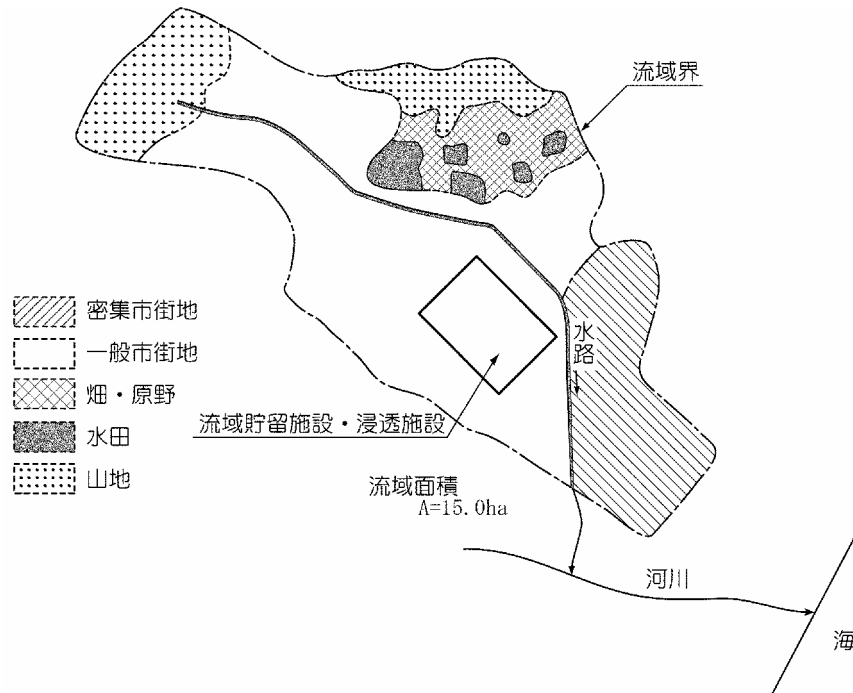 流域界
密集市街地
一般市街地
畑・原野
水田
山地
水路
流域貯留施設・浸透施設
流域面積
A=15.0ha
河川
海